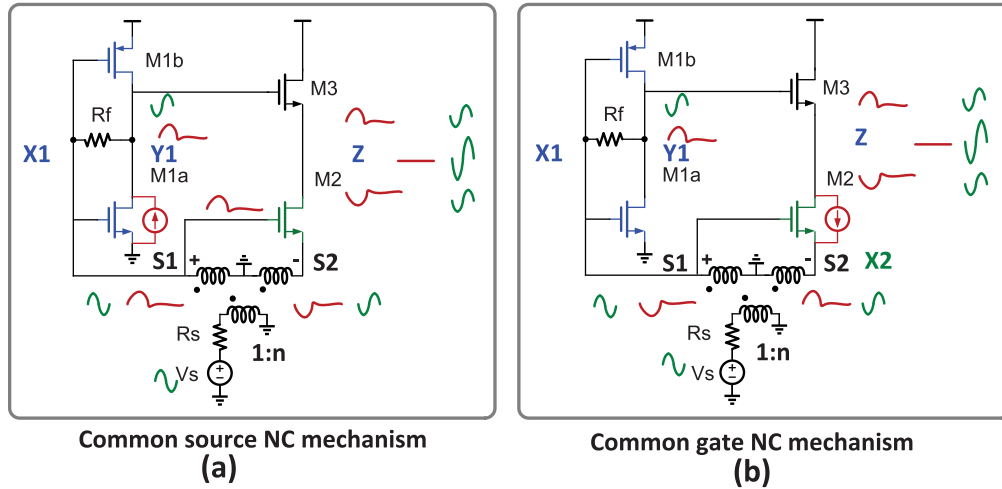 M1b
M3
Rf
X1
Y1
Z
M1a
M2
S1
+
-
S2
Rs
1:n
Vs
+
−
Common source NC mechanism
(a)
M1b
M3
Rf
X1
Y1
Z
M1a
M2
S1
+
-
S2
X2
Rs
1:n
Vs
+
−
Common gate NC mechanism
(b)